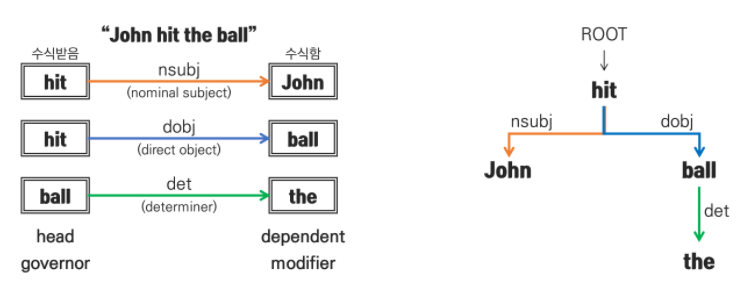 “John hit the ball”
수식받음 수식함
hit nsubj John
(nominal subject)
hit dobj ball
(direct object)
ball det the
(determiner)
head dependent
governor modifier
ROOT
↓
hit
nsubj dobj
John ball
det
the